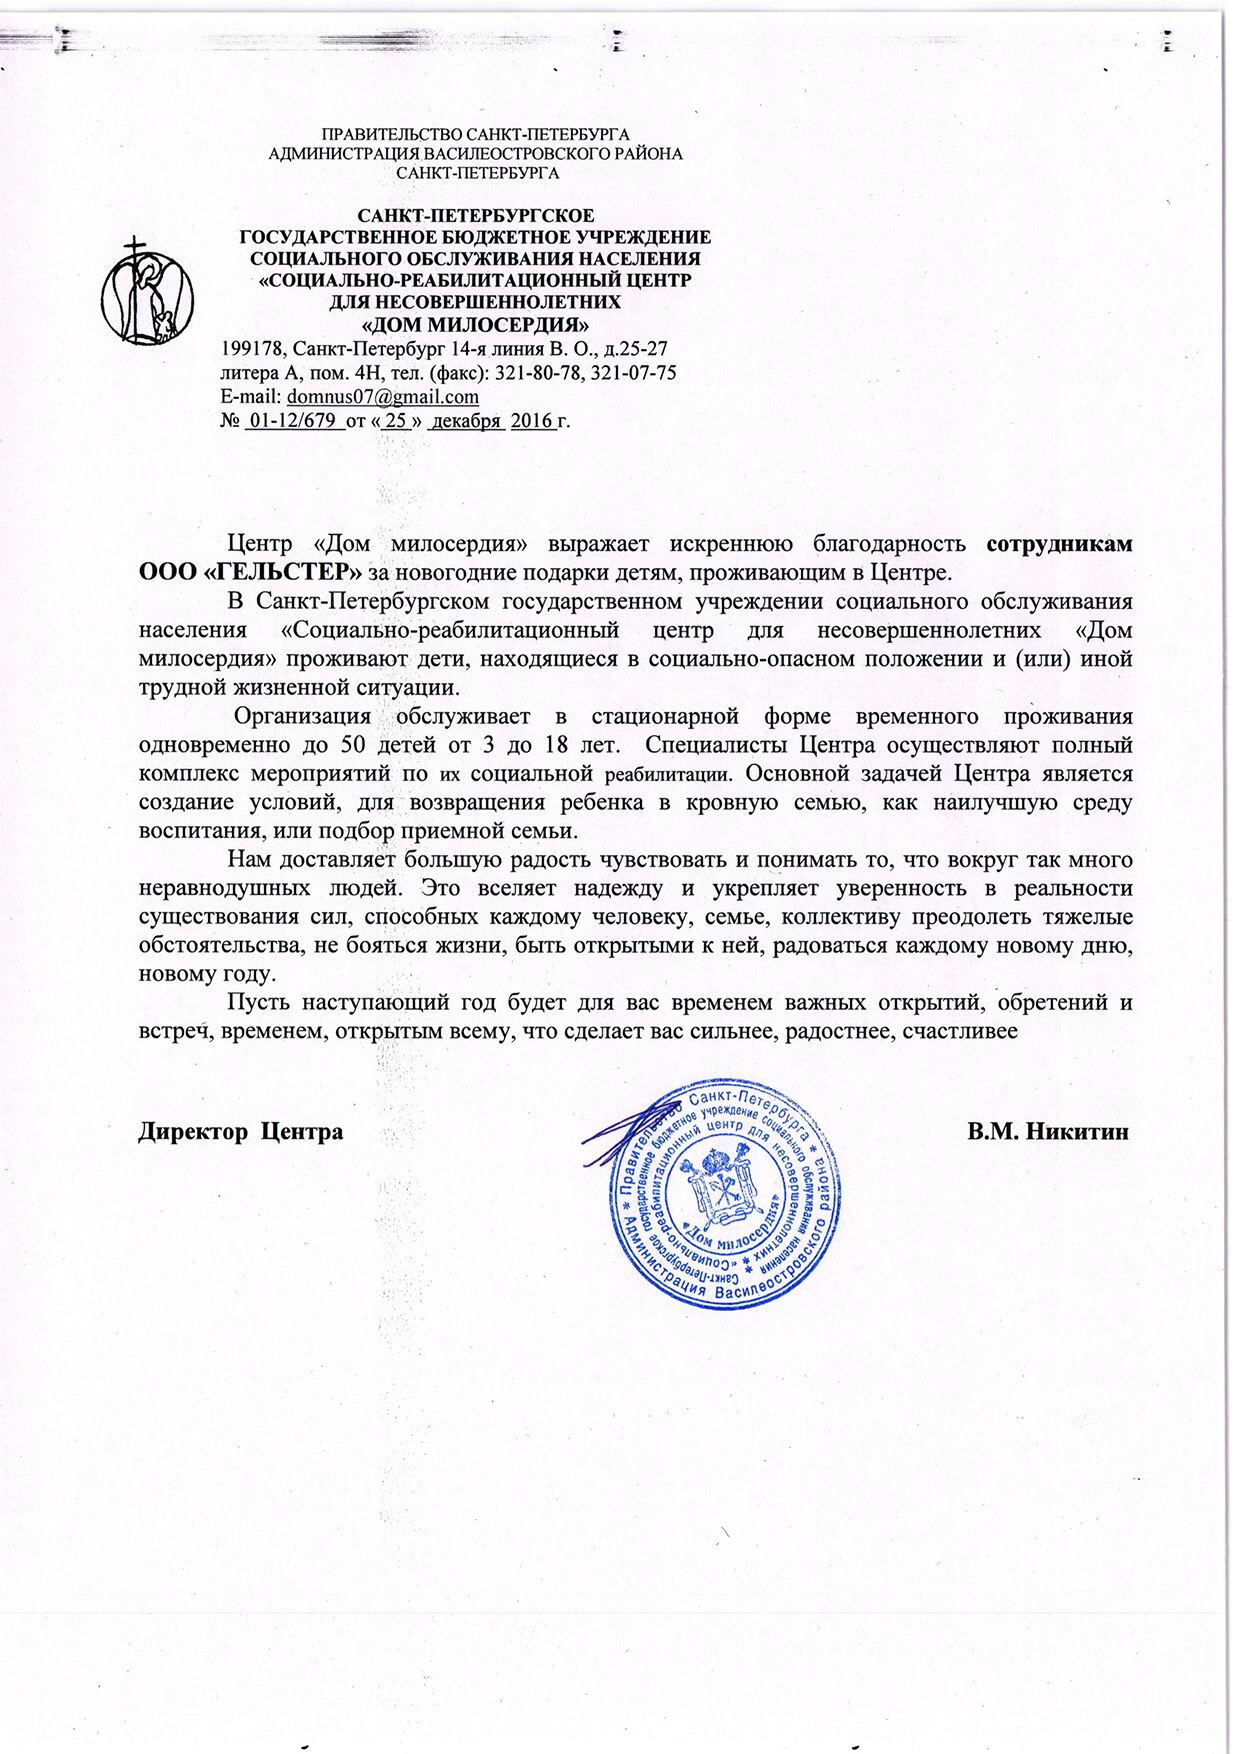 ПРАВИТЕЛЬСТВО САНКТ-ПЕТЕРБУРГА
АДМИНИСТРАЦИЯ ВАСИЛЕОСТРОВСКОГО РАЙОНА
САНКТ-ПЕТЕРБУРГА
САНКТ-ПЕТЕРБУРГСКОЕ
ГОСУДАРСТВЕННОЕ БЮДЖЕТНОЕ УЧРЕЖДЕНИЕ
СОЦИАЛЬНОГО ОБСЛУЖИВАНИЯ НАСЕЛЕНИЯ
«СОЦИАЛЬНО-РЕАБИЛИТАЦИОННЫЙ ЦЕНТР
ДЛЯ НЕСОВЕРШЕННОЛЕТНИХ
«ДОМ МИЛОСЕРДИЯ»
199178, Санкт-Петербург 14-я линия В. О., д.25-27
литера А, пом. 4Н, тел. (факс): 321-80-78, 321-07-75
E-mail: domnus07@gmail.com
№ 01-12/679 от « 25 » декабря 2016 г.
Центр «Дом милосердия» выражает искреннюю благодарность сотрудникам
ООО «ГЕЛЬСТЕР» за новогодние подарки детям, проживающим в Центре.
В Санкт-Петербургском государственном учреждении социального обслуживания
населения «Социально-реабилитационный центр для несовершеннолетних «Дом
милосердия» проживают дети, находящиеся в социально-опасном положении и (или) иной
трудной жизненной ситуации.
Организация обслуживает в стационарной форме временного проживания
одновременно до 50 детей от 3 до 18 лет. Специалисты Центра осуществляют полный
комплекс мероприятий по их социальной реабилитации. Основной задачей Центра является
создание условий, для возвращения ребенка в кровную семью, как наилучшую среду
воспитания, или подбор приемной семьи.
Нам доставляет большую радость чувствовать и понимать то, что вокруг так много
неравнодушных людей. Это вселяет надежду и укрепляет уверенность в реальности
существования сил, способных каждому человеку, семье, коллективу преодолеть тяжелые
обстоятельства, не бояться жизни, быть открытыми к ней, радоваться каждому новому дню,
новому году.
Пусть наступающий год будет для вас временем важных открытий, обретений и
встреч, временем, открытым всему, что сделает вас сильнее, радостнее, счастливее
Директор Центра В.М. Никитин
* Правительство Санкт-Петербурга * Администрация Василеостровского района
Санкт-Петербургское государственное бюджетное учреждение социального обслуживания населения *
«Социально-реабилитационный центр для несовершеннолетних *
«Дом милосердия»